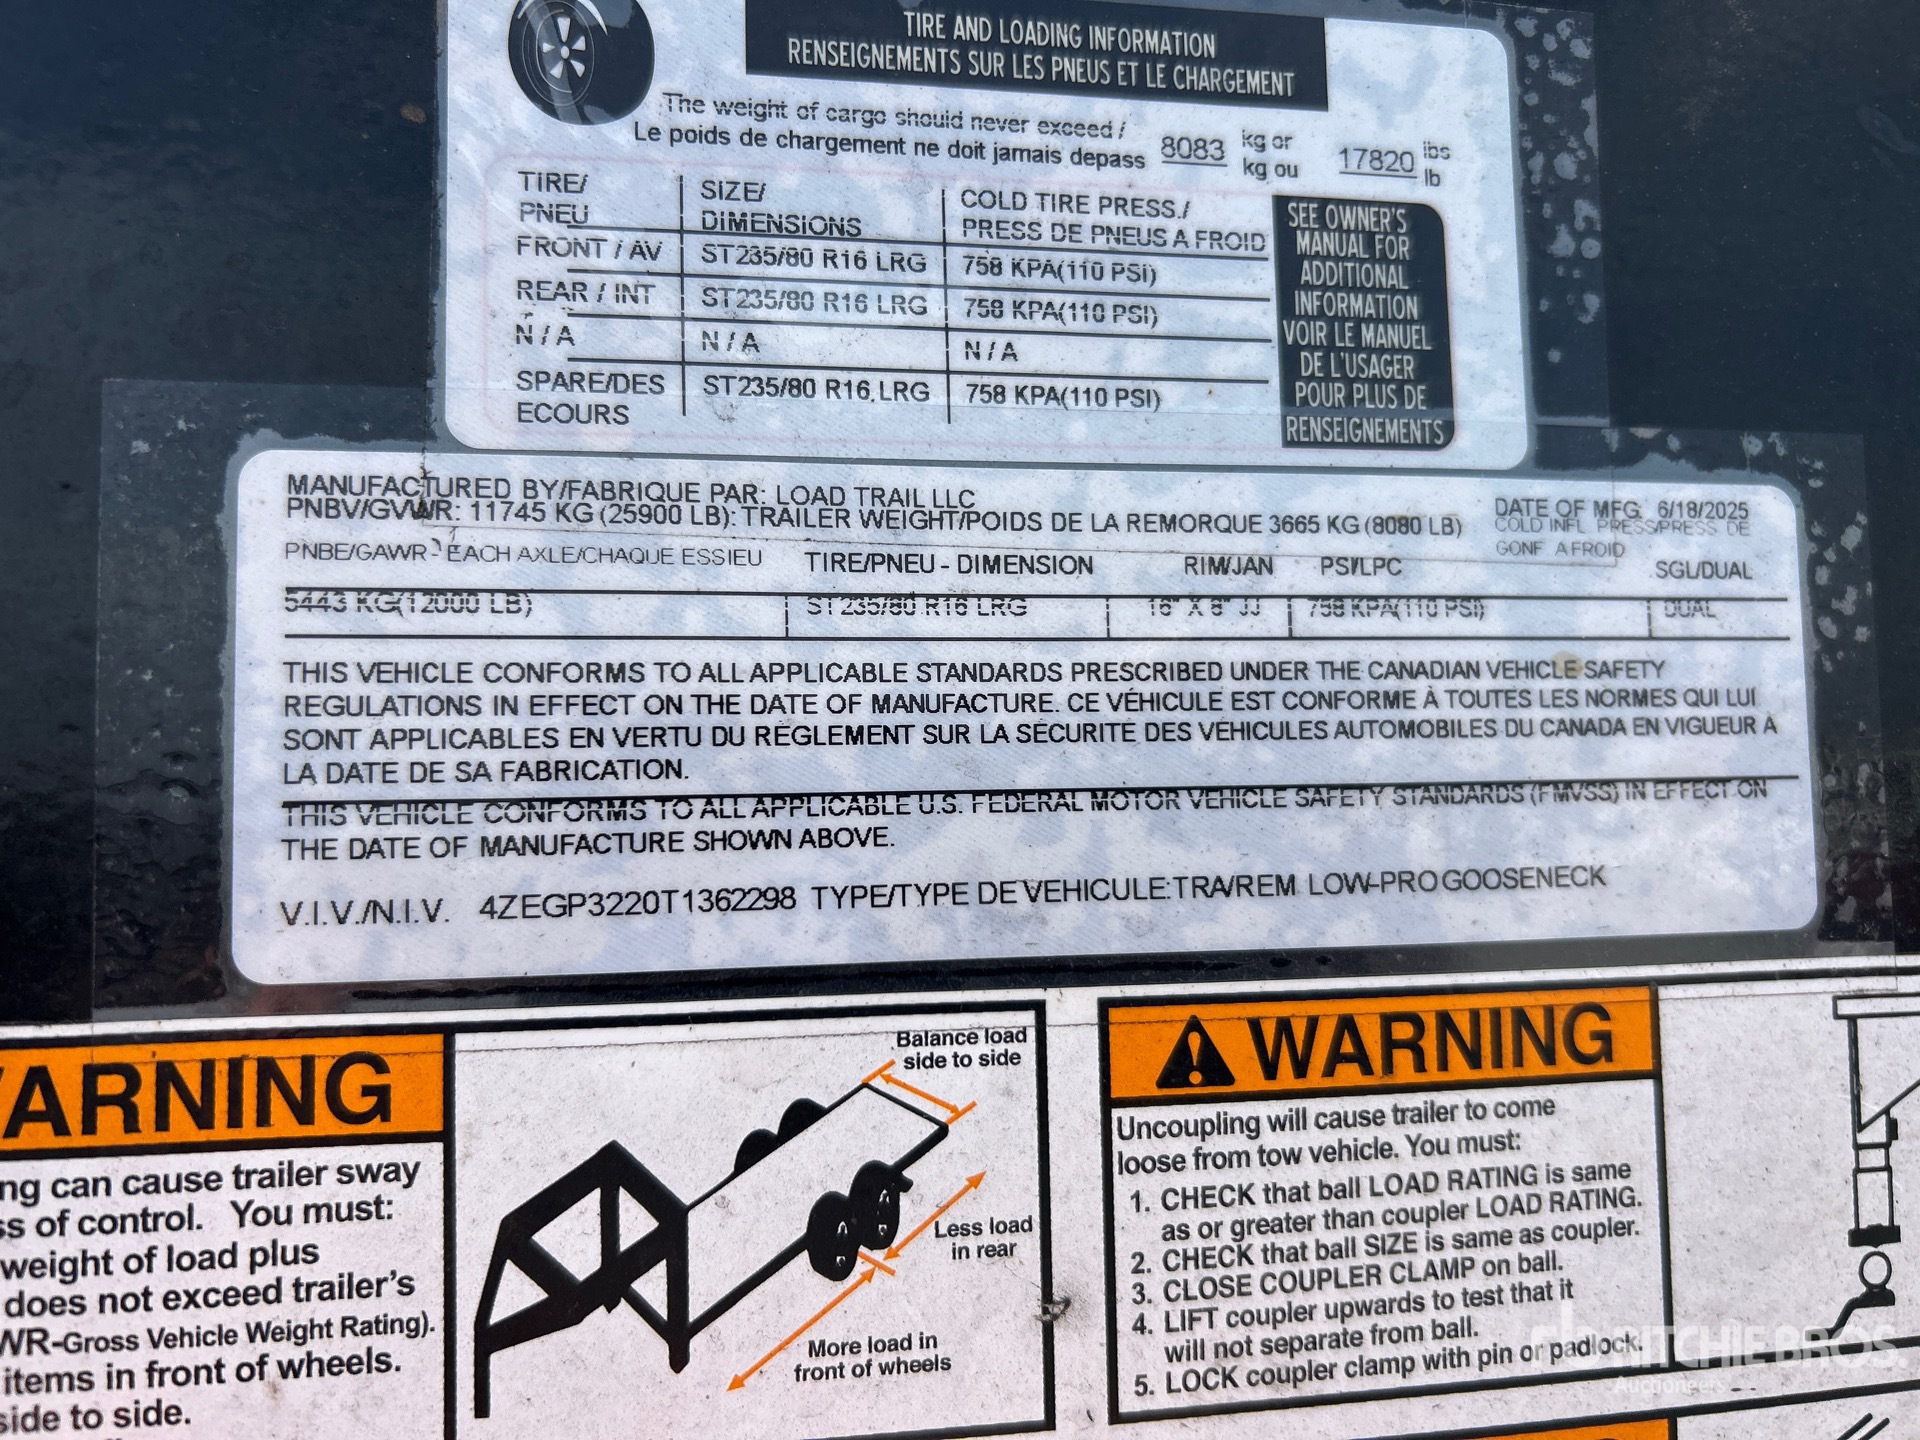 TIRE AND LOADING INFORMATION
RENSEIGNEMENTS SUR LES PNEUS ET LE CHARGEMENT
The weight of cargo should never exceed / 8083 kg or 17820 lbs
Le poids de chargement ne doit jamais depass kg ou lb
TIRE/ SIZE/ COLD TIRE PRESS./
PNEU DIMENSIONS PRESS DE PNEUS A FROID
FRONT / AV ST235/80 R16 LRG 758 KPA(110 PSI)
REAR / INT ST235/80 R16 LRG 758 KPA(110 PSI)
N / A N / A N / A
SPARE/DES ST235/80 R16, LRG 758 KPA(110 PSI)
ECOURS
SEE OWNER'S
MANUAL FOR
ADDITIONAL
INFORMATION
VOIR LE MANUEL
DE L'USAGER
POUR PLUS DE
RENSEIGNEMENTS
MANUFACTURED BY/FABRIQUE PAR: LOAD TRAIL LLC DATE OF MFG. 6/18/2025
PNBV/GVWR: 11745 KG (25900 LB): TRAILER WEIGHT/POIDS DE LA REMORQUE 3665 KG (8080 LB) COLD INFL PRESS/PRESS DE
GONF A FROID
PNBE/GAWR - EACH AXLE/CHAQUE ESSIEU TIRE/PNEU - DIMENSION RIM/JAN PSI/LPC SGL/DUAL
5443 KG(12000 LB) ST235/80 R16 LRG 16" X 6" JJ 758 KPA(110 PSI) DUAL
THIS VEHICLE CONFORMS TO ALL APPLICABLE STANDARDS PRESCRIBED UNDER THE CANADIAN VEHICLE SAFETY
REGULATIONS IN EFFECT ON THE DATE OF MANUFACTURE. CE VÉHICULE EST CONFORME À TOUTES LES NORMES QUI LUI
SONT APPLICABLES EN VERTU DU RÈGLEMENT SUR LA SÉCURITÉ DES VÉHICULES AUTOMOBILES DU CANADA EN VIGUEUR À
LA DATE DE SA FABRICATION.
THIS VEHICLE CONFORMS TO ALL APPLICABLE U.S. FEDERAL MOTOR VEHICLE SAFETY STANDARDS (FMVSS) IN EFFECT ON
THE DATE OF MANUFACTURE SHOWN ABOVE.
V.I.V./N.I.V. 4ZEGP3220T1362298 TYPE/TYPE DE VEHICULE:TRA/REM LOW-PRO GOOSENECK
ARNING
ng can cause trailer sway
ss of control. You must:
weight of load plus
does not exceed trailer's
WR-Gross Vehicle Weight Rating).
items in front of wheels.
side to side.
Balance load
side to side
Less load
in rear
More load in
front of wheels
WARNING
Uncoupling will cause trailer to come
loose from tow vehicle. You must:
1. CHECK that ball LOAD RATING is same
as or greater than coupler LOAD RATING.
2. CHECK that ball SIZE is same as coupler.
3. CLOSE COUPLER CLAMP on ball.
4. LIFT coupler upwards to test that it
will not separate from ball.
5. LOCK coupler clamp with pin or padlock.
RITCHIE BROS.
Auctioneers